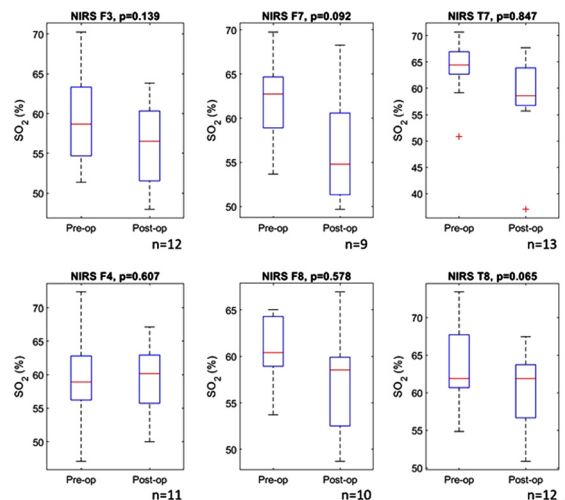 NIRS F3, p=0.139
70
65
60
55
50
SO2 (%)
Pre-op Post-op
n=12
NIRS F7, p=0.092
70
65
60
55
50
SO2 (%)
Pre-op Post-op
n=9
NIRS T7, p=0.847
70
65
60
55
50
45
40
SO2 (%)
Pre-op Post-op
n=13
NIRS F4, p=0.607
70
65
60
55
50
SO2 (%)
Pre-op Post-op
n=11
NIRS F8, p=0.578
65
60
55
50
SO2 (%)
Pre-op Post-op
n=10
NIRS T8, p=0.065
70
65
60
55
50
SO2 (%)
Pre-op Post-op
n=12